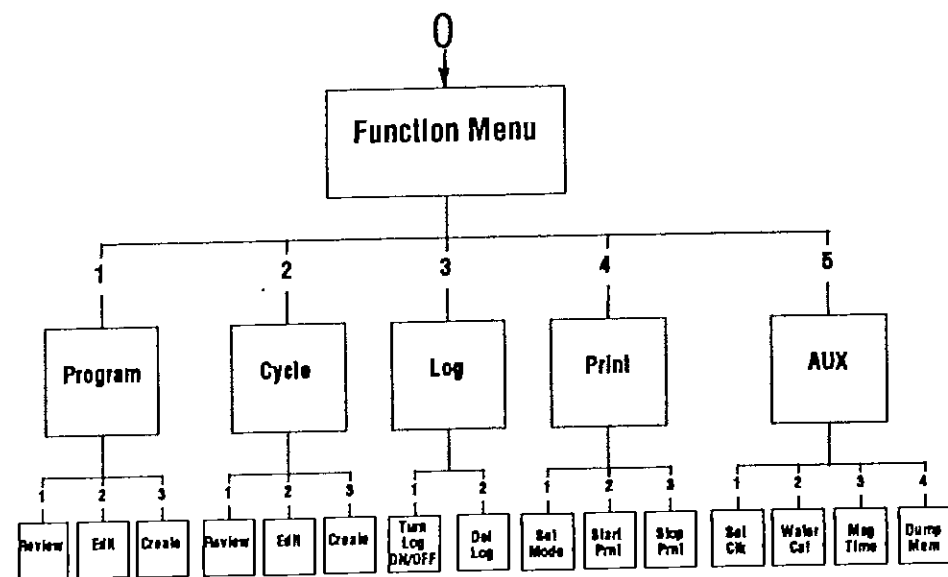 0
Function Menu
1 2 3 4 5
Program Cycle Log Print AUX
1 2 3 1 2 3 1 2 1 2 3 1 2 3 4
Review Edit Create Review Edit Create Turn Log ON/OFF Del Log Set Mode Start Prnt Stop Prnt Set Clk Water Cal Msg Time Dump Mem